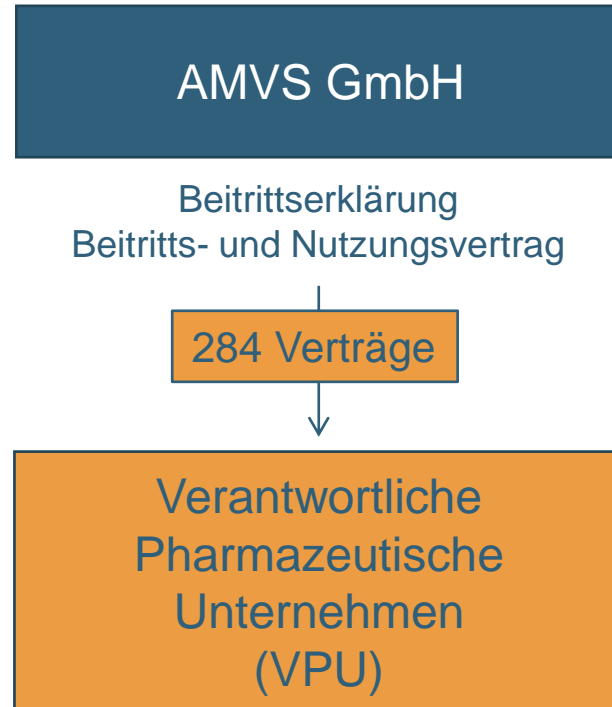 AMVS GmbH
Beitrittserklärung
Beitritts- und Nutzungsvertrag
284 Verträge
Verantwortliche
Pharmazeutische
Unternehmen
(VPU)